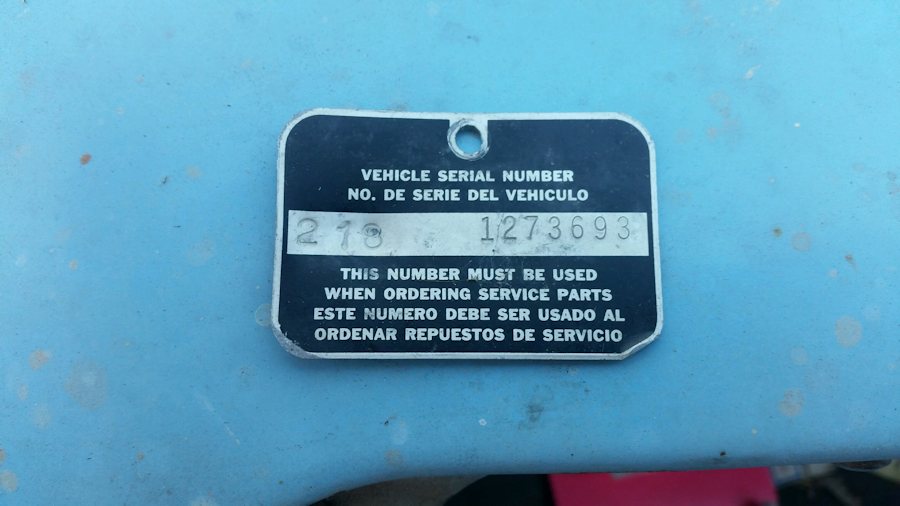 VEHICLE SERIAL NUMBER
NO. DE SERIE DEL VEHICULO
218 1273693
THIS NUMBER MUST BE USED
WHEN ORDERING SERVICE PARTS
ESTE NUMERO DEBE SER USADO AL
ORDENAR REPUESTOS DE SERVICIO